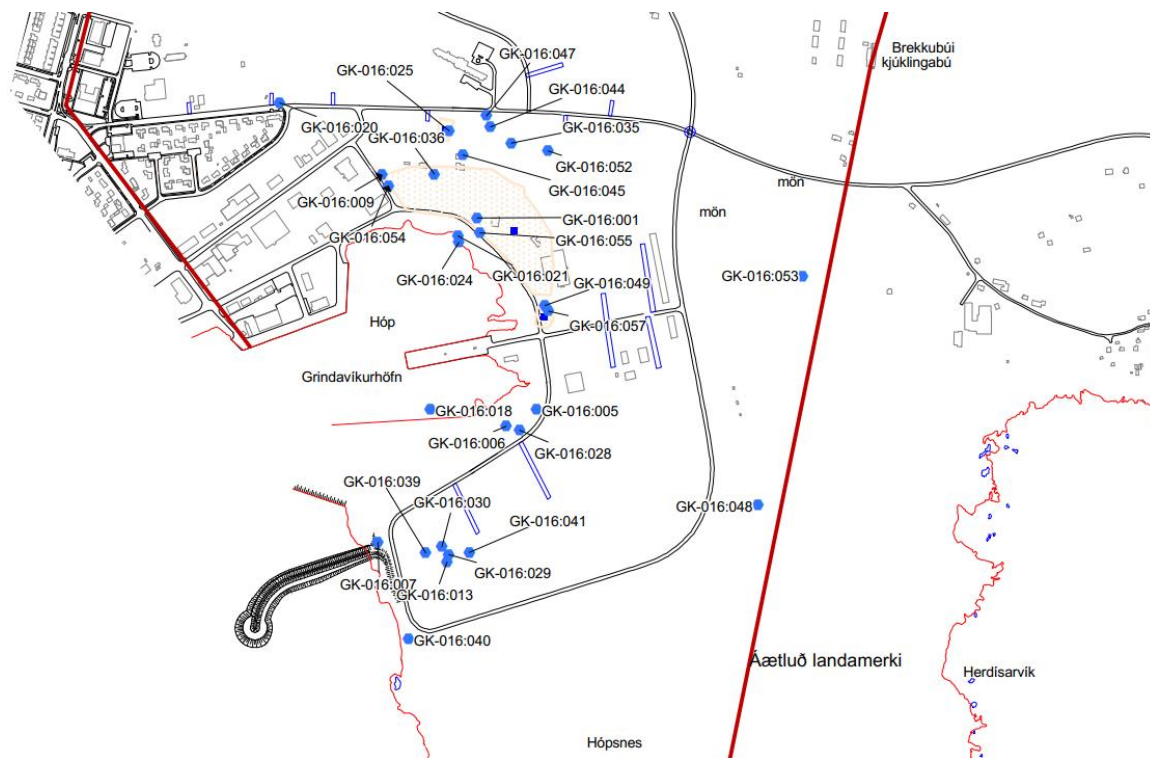 Brekkubúi
kjúklingabú
GK-016:047
GK-016:025
GK-016:044
GK-016:020
GK-016:036
GK-016:035
GK-016:052
GK-016:045
GK-016:009
mön
mön
GK-016:001
GK-016:054
GK-016:055
GK-016:024
GK-016:021
GK-016:053
GK-016:049
Hóp
GK-016:057
Grindavíkurhöfn
GK-016:018
GK-016:005
GK-016:006
GK-016:028
GK-016:039
GK-016:030
GK-016:048
GK-016:041
GK-016:029
GK-016:007
GK-016:013
GK-016:040
Áætluð landamerki
Herdísarvík
Hópsnes